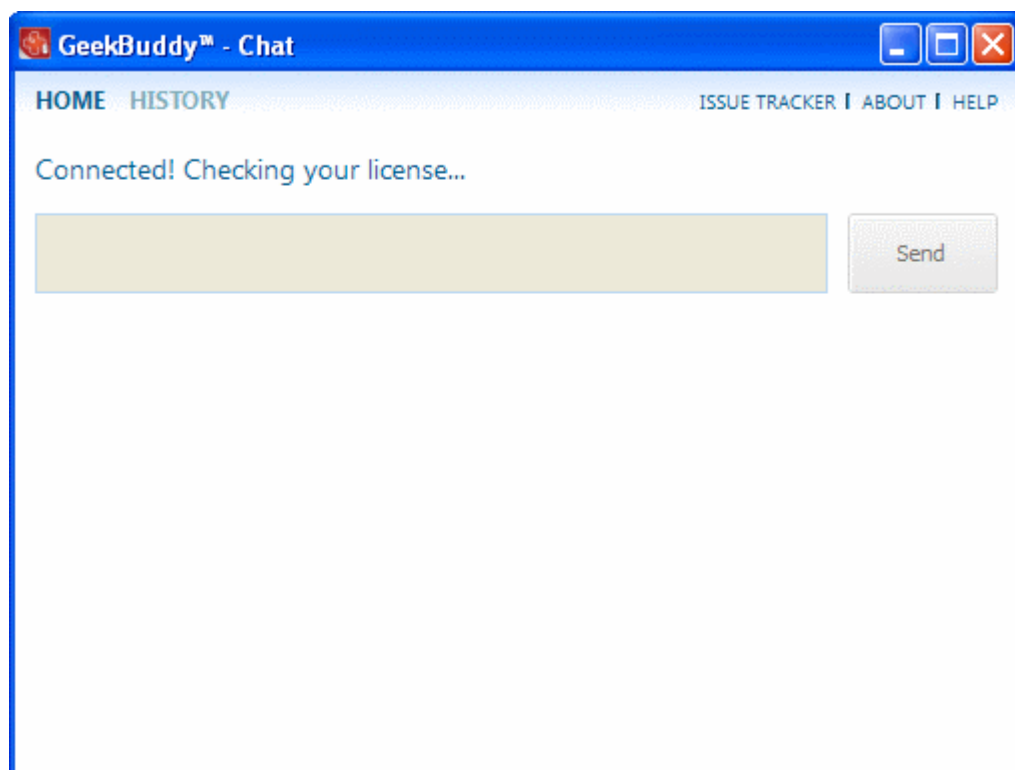 GeekBuddy™ - Chat
HOME HISTORY ISSUE TRACKER | ABOUT | HELP
Connected! Checking your license...
Send